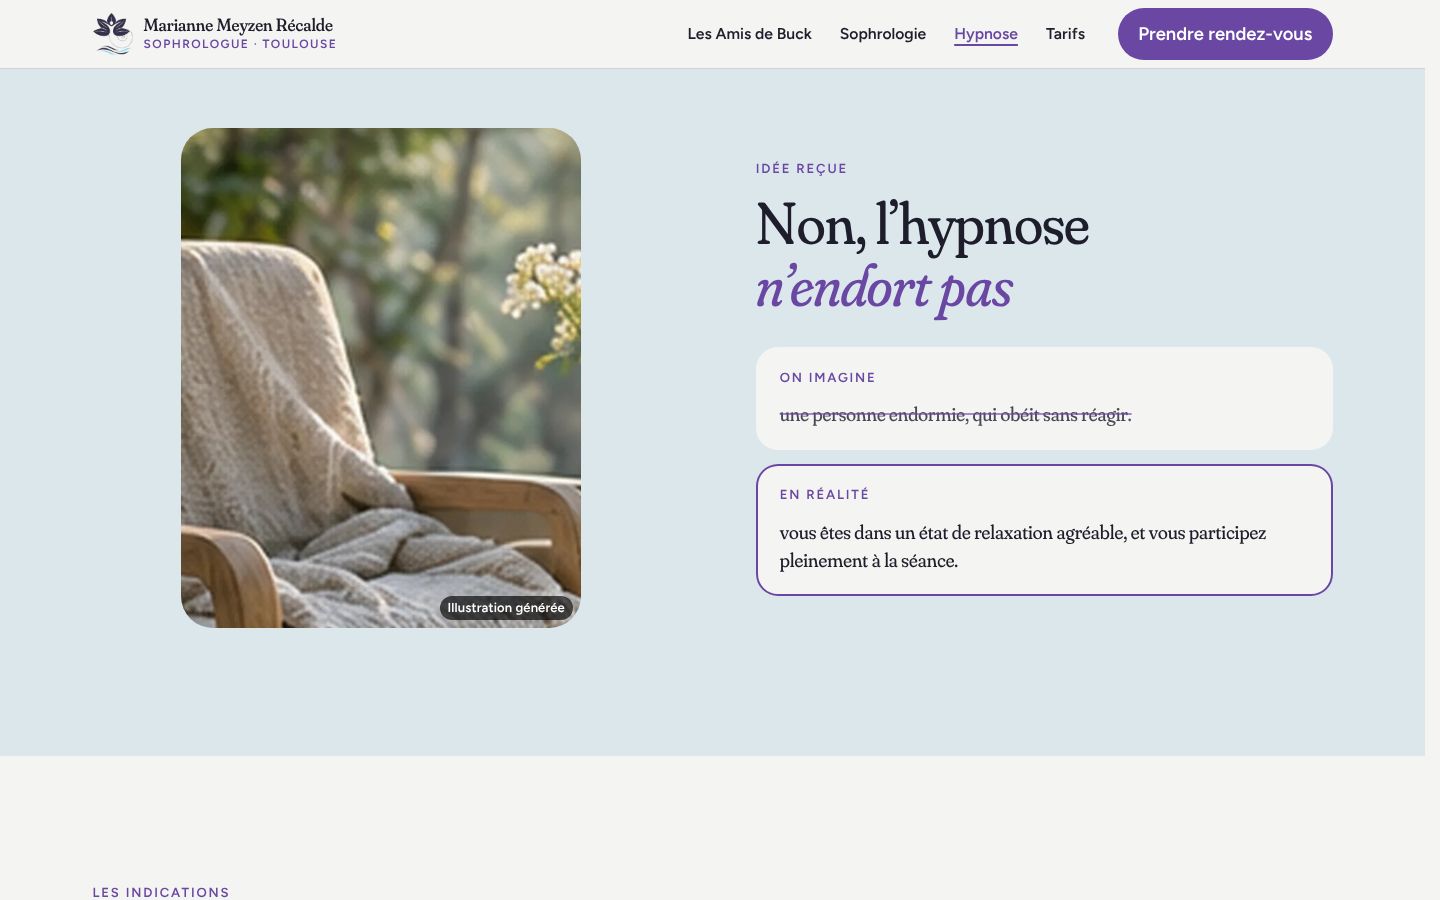 Marianne Meyzen Récalde
SOPHROLOGUE · TOULOUSE
Les Amis de Buck
Sophrologie
Hypnose
Tarifs
Prendre rendez-vous
Illustration générée
IDÉE REÇUE
Non, l’hypnose
n’endort pas
ON IMAGINE
une personne endormie, qui obéit sans réagir.
EN RÉALITÉ
vous êtes dans un état de relaxation agréable, et vous participez
pleinement à la séance.
LES INDICATIONS